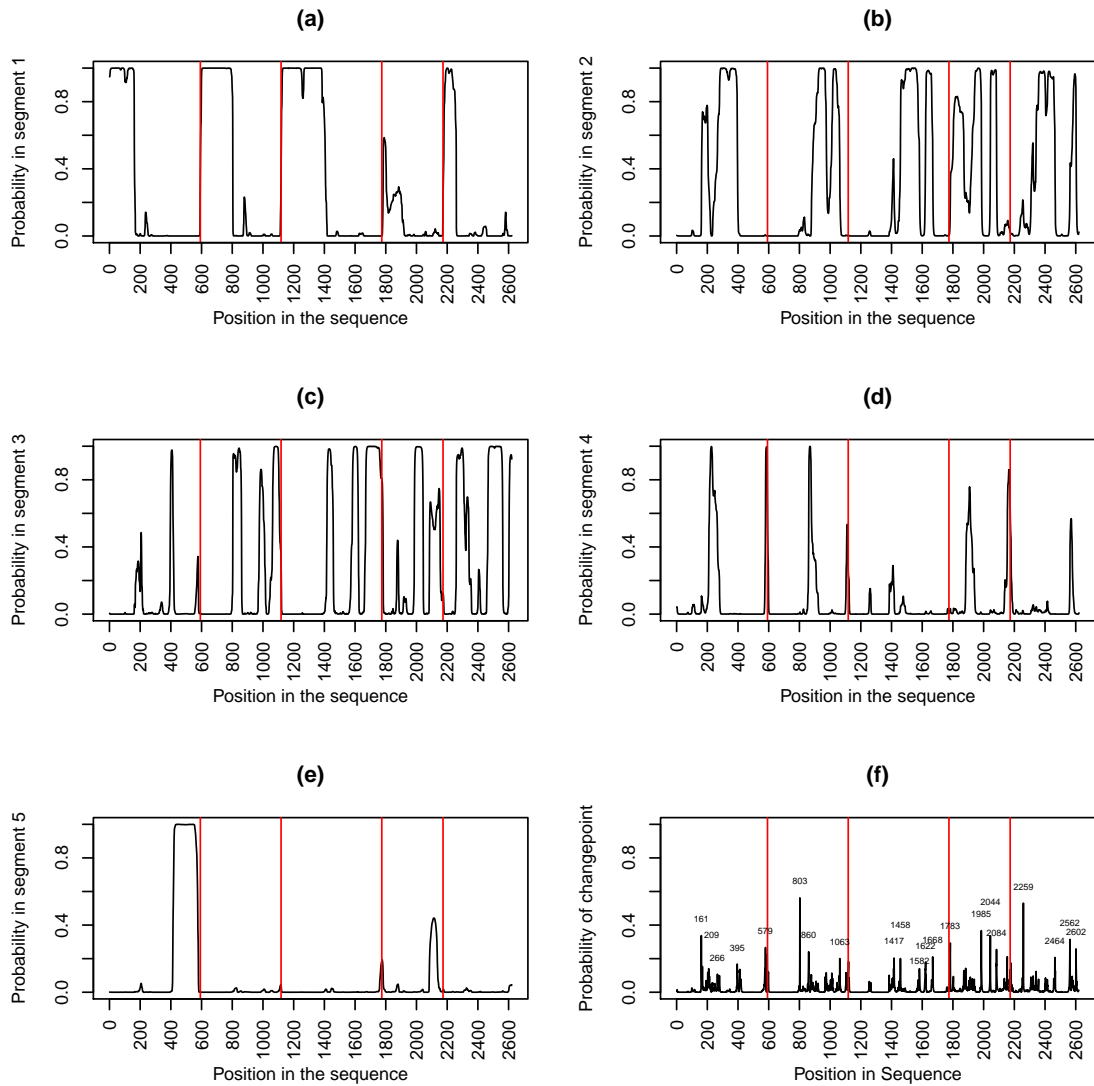 (a)
Probability in segment 1
0.0 0.4 0.8
0 200 400 600 800 1000 1200 1400 1600 1800 2000 2200 2400 2600
Position in the sequence
(b)
Probability in segment 2
0.0 0.4 0.8
0 200 400 600 800 1000 1200 1400 1600 1800 2000 2200 2400 2600
Position in the sequence
(c)
Probability in segment 3
0.0 0.4 0.8
0 200 400 600 800 1000 1200 1400 1600 1800 2000 2200 2400 2600
Position in the sequence
(d)
Probability in segment 4
0.0 0.4 0.8
0 200 400 600 800 1000 1200 1400 1600 1800 2000 2200 2400 2600
Position in the sequence
(e)
Probability in segment 5
0.0 0.4 0.8
0 200 400 600 800 1000 1200 1400 1600 1800 2000 2200 2400 2600
Position in the sequence
(f)
Probability of changepoint
0.0 0.4 0.8
161 209 266 395 579 803 860 1063 1417 1458 1582 1622 1668 1783 1985 2044 2084 2259 2464 2562 2602
0 200 400 600 800 1000 1200 1400 1600 1800 2000 2200 2400 2600
Position in Sequence